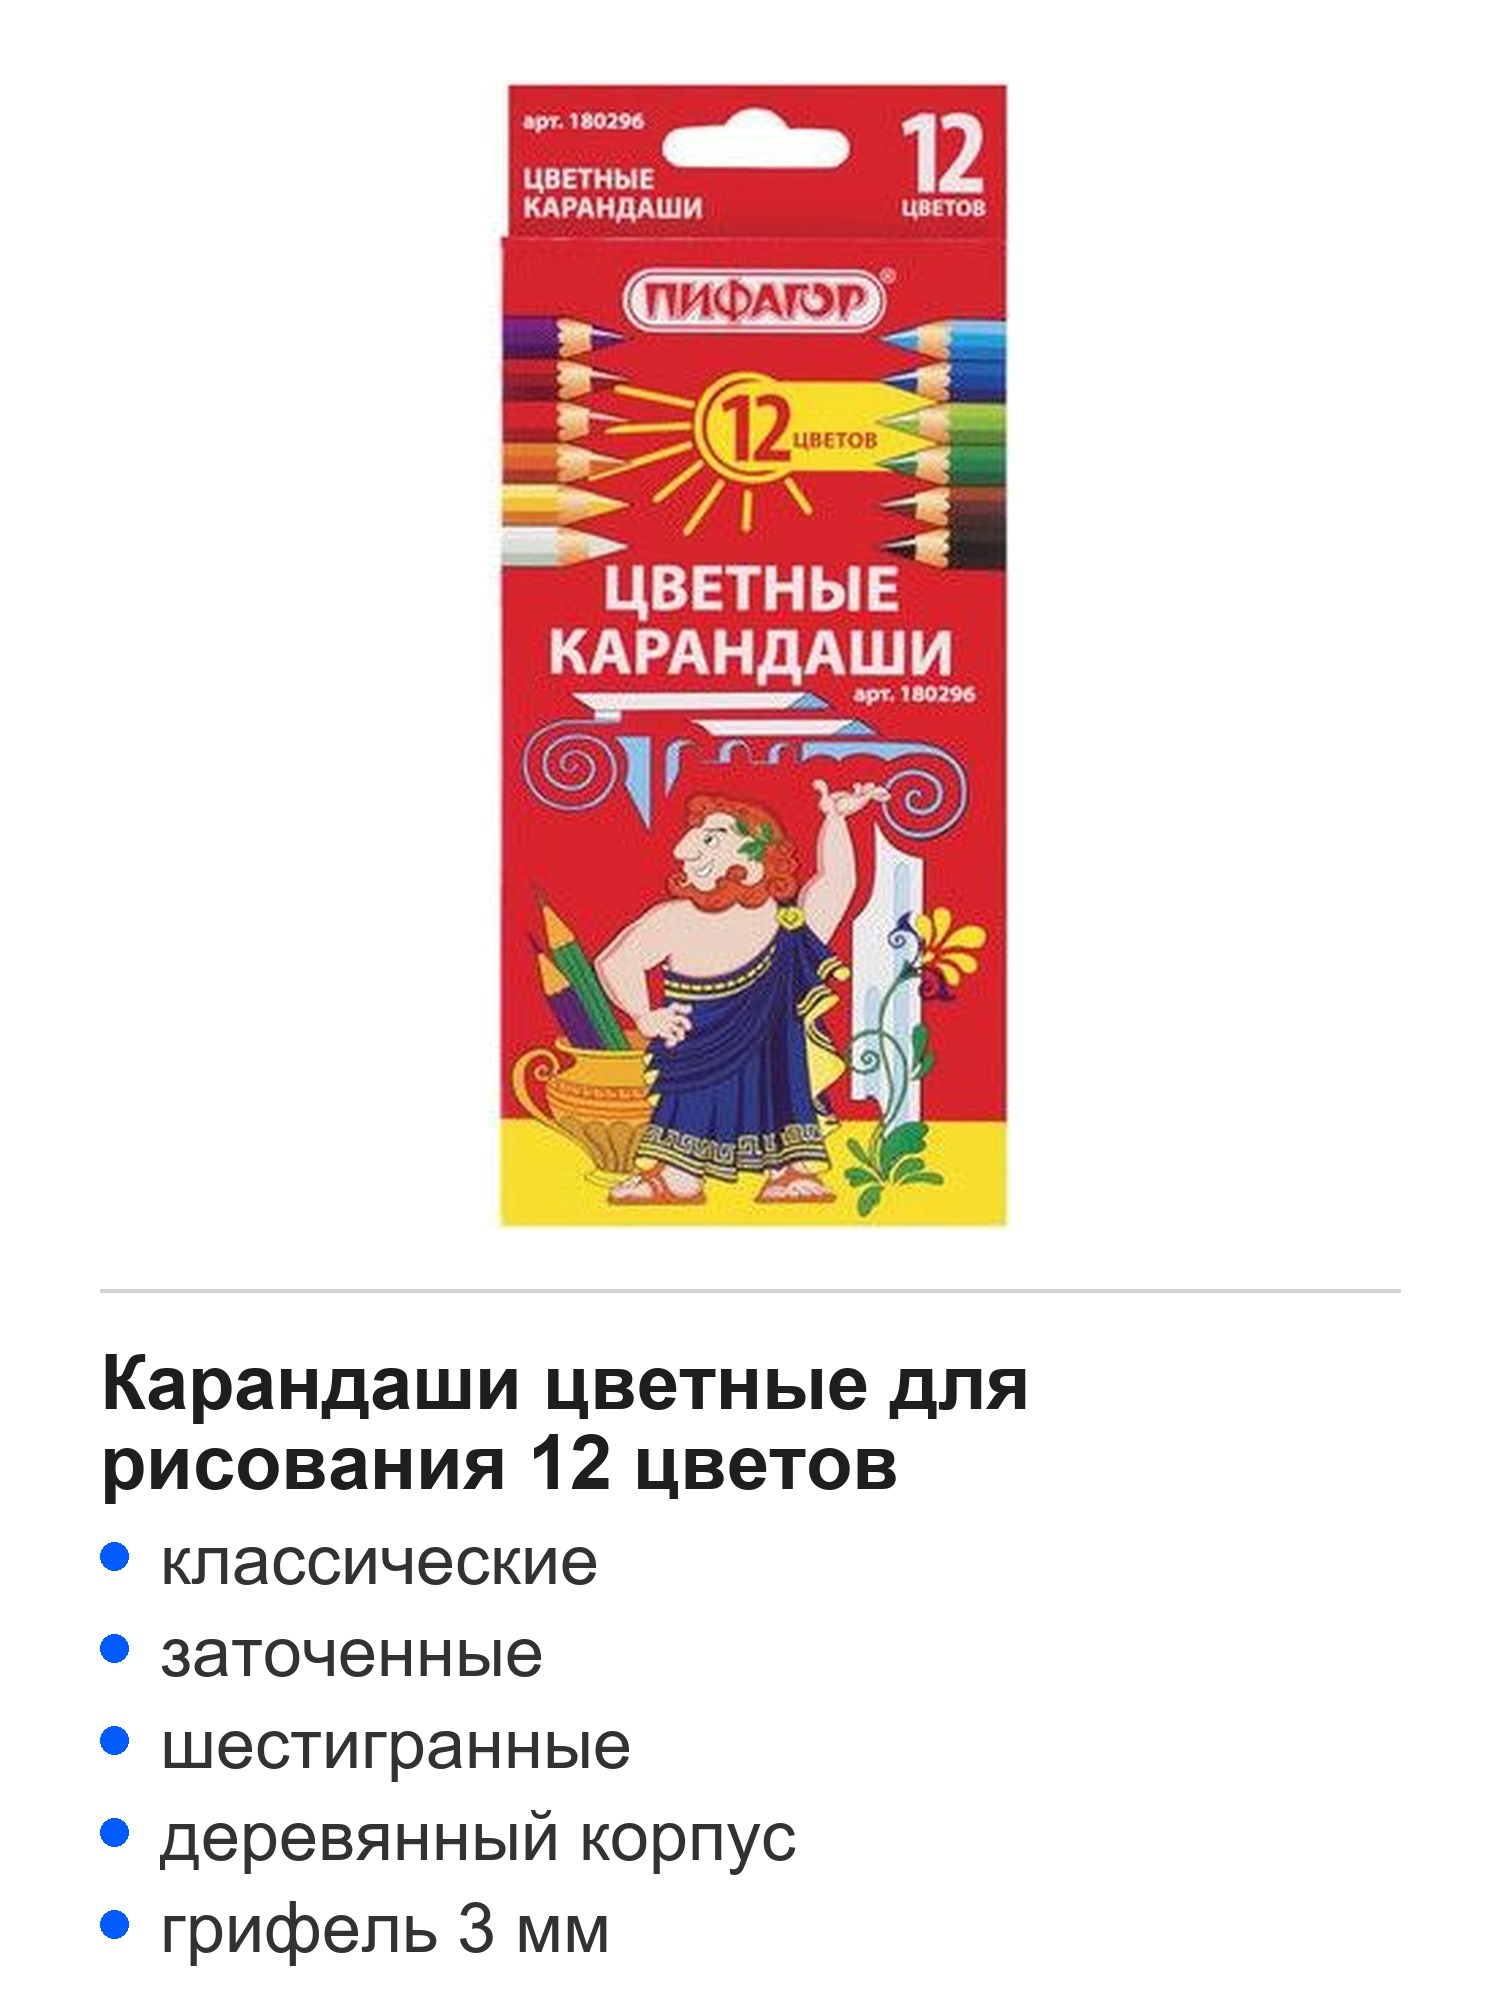 арт. 180296
ЦВЕТНЫЕ
КАРАНДАШИ
12
ЦВЕТОВ
ПИФАГОР®
12 ЦВЕТОВ
ЦВЕТНЫЕ
КАРАНДАШИ
арт. 180296
Карандаши цветные для
рисования 12 цветов
классические
заточенные
шестигранные
деревянный корпус
грифель 3 мм